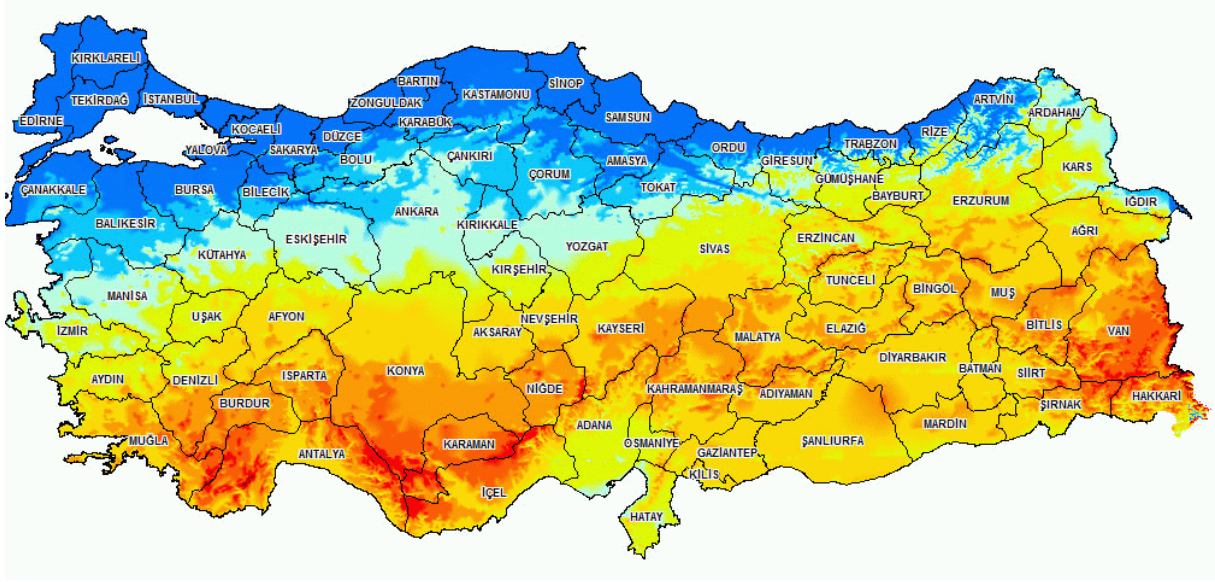 KIRKLARELİ
TEKİRDAĞ
İSTANBUL
EDİRNE
KOCAELİ
YALOVA
SAKARYA
DÜZCE
BOLU
ZONGULDAK
BARTIN
KARABÜK
KASTAMONU
SİNOP
ÇANKIRI
SAMSUN
AMASYA
ÇORUM
TOKAT
ORDU
GİRESUN
TRABZON
RİZE
ARTVİN
ARDAHAN
KARS
GÜMÜŞHANE
BAYBURT
ERZURUM
IĞDIR
AĞRI
ÇANAKKALE
BURSA
BİLECİK
BALIKESİR
ESKİŞEHİR
KÜTAHYA
ANKARA
KIRIKKALE
YOZGAT
KIRŞEHİR
SİVAS
ERZİNCAN
TUNCELİ
BİNGÖL
MUŞ
BİTLİS
VAN
MANİSA
İZMİR
UŞAK
AFYON
AKSARAY
NEVŞEHİR
KAYSERİ
MALATYA
ELAZIĞ
DİYARBAKIR
BATMAN
SİİRT
ŞIRNAK
HAKKARİ
AYDIN
DENİZLİ
ISPARTA
BURDUR
KONYA
NİĞDE
KAHRAMANMARAŞ
ADIYAMAN
MARDİN
ŞANLIURFA
MUĞLA
ANTALYA
KARAMAN
İÇEL
ADANA
OSMANİYE
GAZİANTEP
KİLİS
HATAY